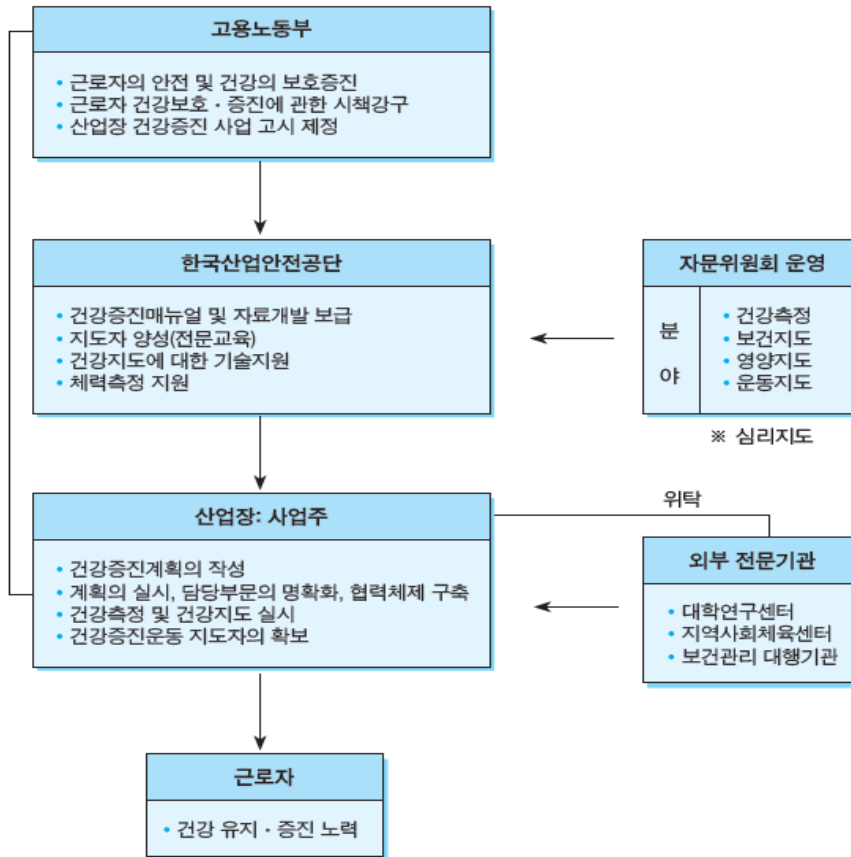 고용노동부
• 근로자의 안전 및 건강의 보호증진
• 근로자 건강보호·증진에 관한 시책강구
• 산업장 건강증진 사업 고시 제정
한국산업안전공단
• 건강증진매뉴얼 및 자료개발 보급
• 지도자 양성(전문교육)
• 건강지도에 대한 기술지원
• 체력측정 지원
자문위원회 운영
분
야
• 건강측정
• 보건지도
• 영양지도
• 운동지도
※ 심리지도
산업장: 사업주
• 건강증진계획의 작성
• 계획의 실시, 담당부문의 명확화, 협력체제 구축
• 건강측정 및 건강지도 실시
• 건강증진운동 지도자의 확보
위탁
외부 전문기관
• 대학연구센터
• 지역사회체육센터
• 보건관리 대행기관
근로자
• 건강 유지·증진 노력